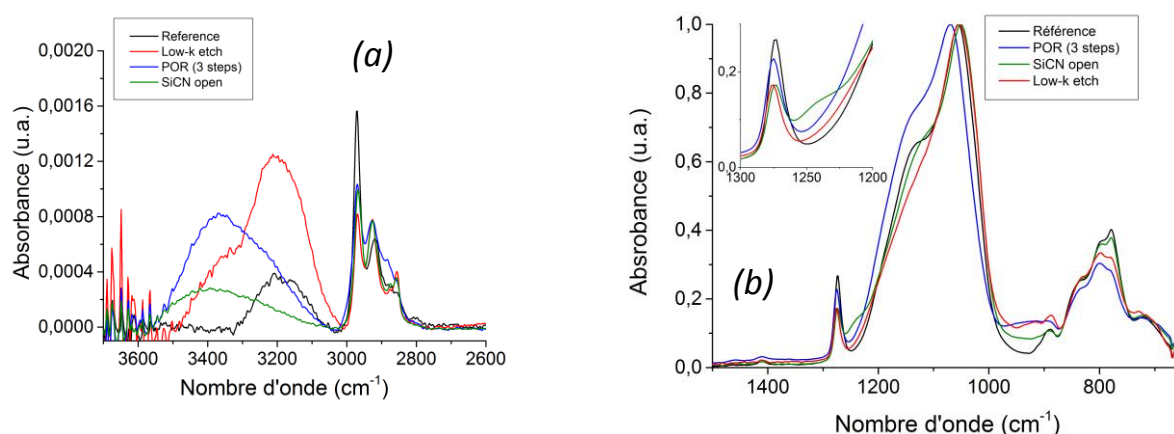 Reference
Low-k etch
POR (3 steps)
SiCN open
(a)
Absorbance (u.a.)
0,0020
0,0016
0,0012
0,0008
0,0004
0,0000
3600 3400 3200 3000 2800 2600
Nombre d'onde (cm-1)
Référence
POR (3 steps)
SiCN open
Low-k etch
(b)
Absrobance (u.a.)
1,0
0,8
0,6
0,4
0,2
0,0
0,2
0,0
1300 1250 1200
1400 1200 1000 800
Nombre d'onde (cm-1)